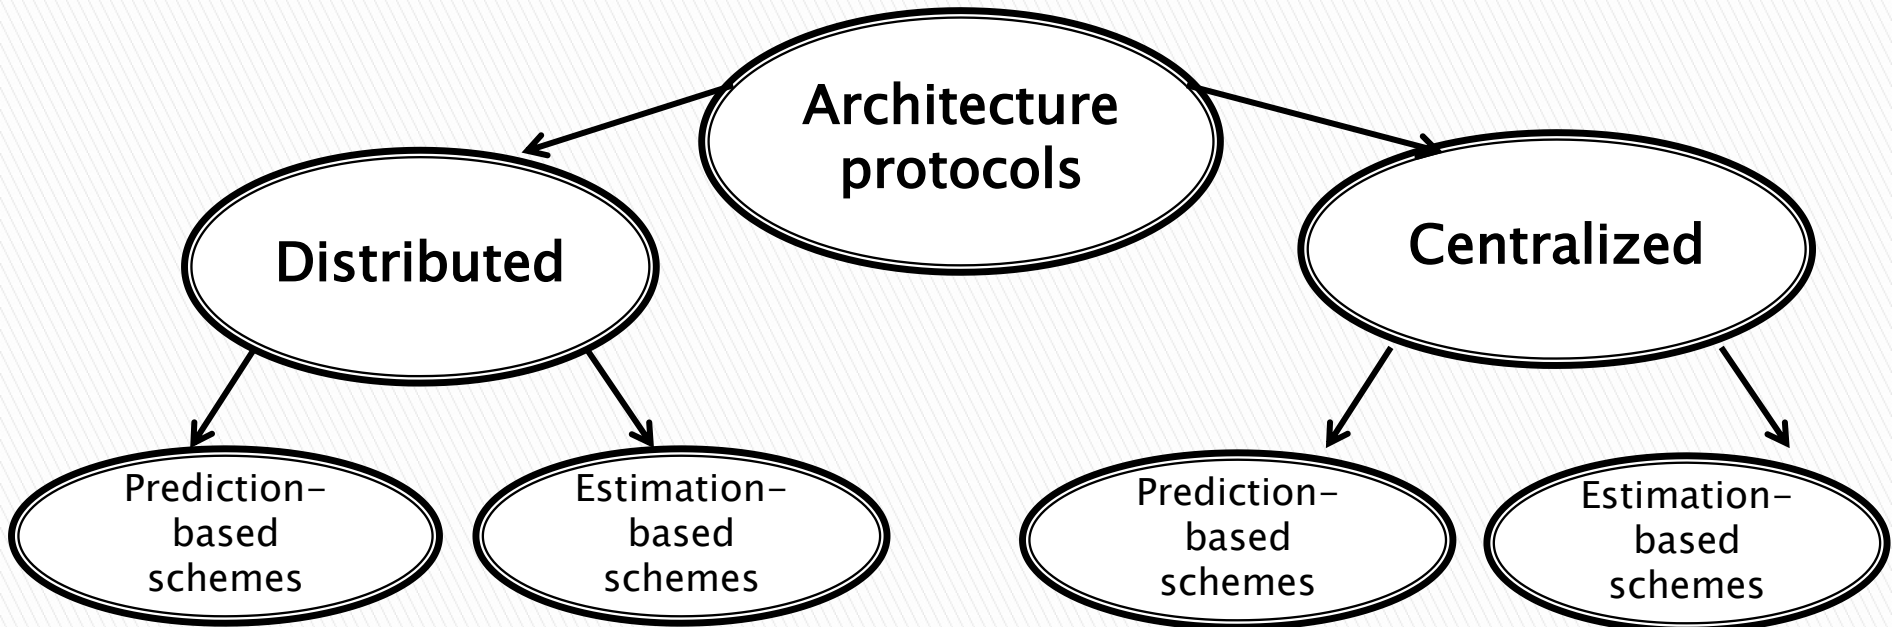 Architecture
protocols
Distributed
Centralized
Prediction-
based
schemes
Estimation-
based
schemes
Prediction-
based
schemes
Estimation-
based
schemes